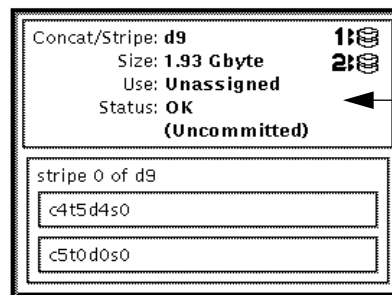 Concat/Stripe: d9 1:
Size: 1.93 Gbyte 2:
Use: Unassigned
Status: OK
(Uncommitted)
stripe 0 of d9
c4t5d4s0
c5t0d0s0